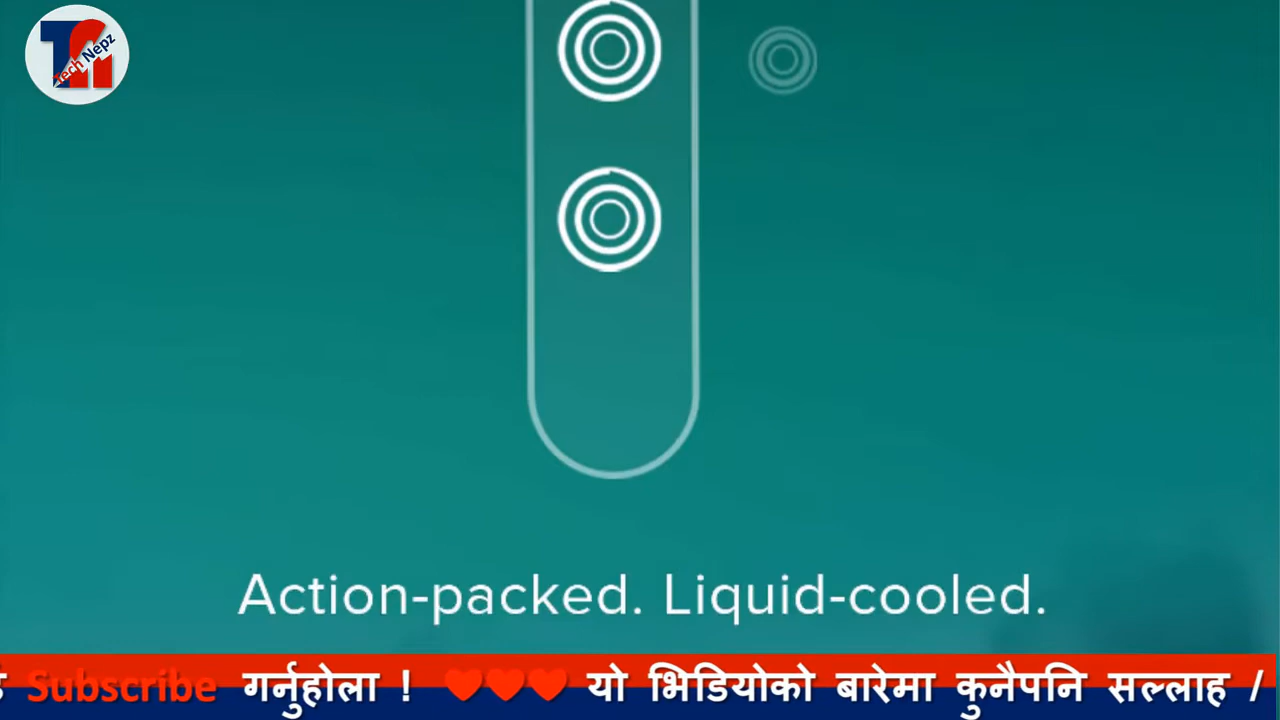 Tech Nepz
Action-packed. Liquid-cooled.
Subscribe गर्नुहोला ! ❤❤❤ यो भिडियोको बारेमा कुनैपनि सल्लाह /